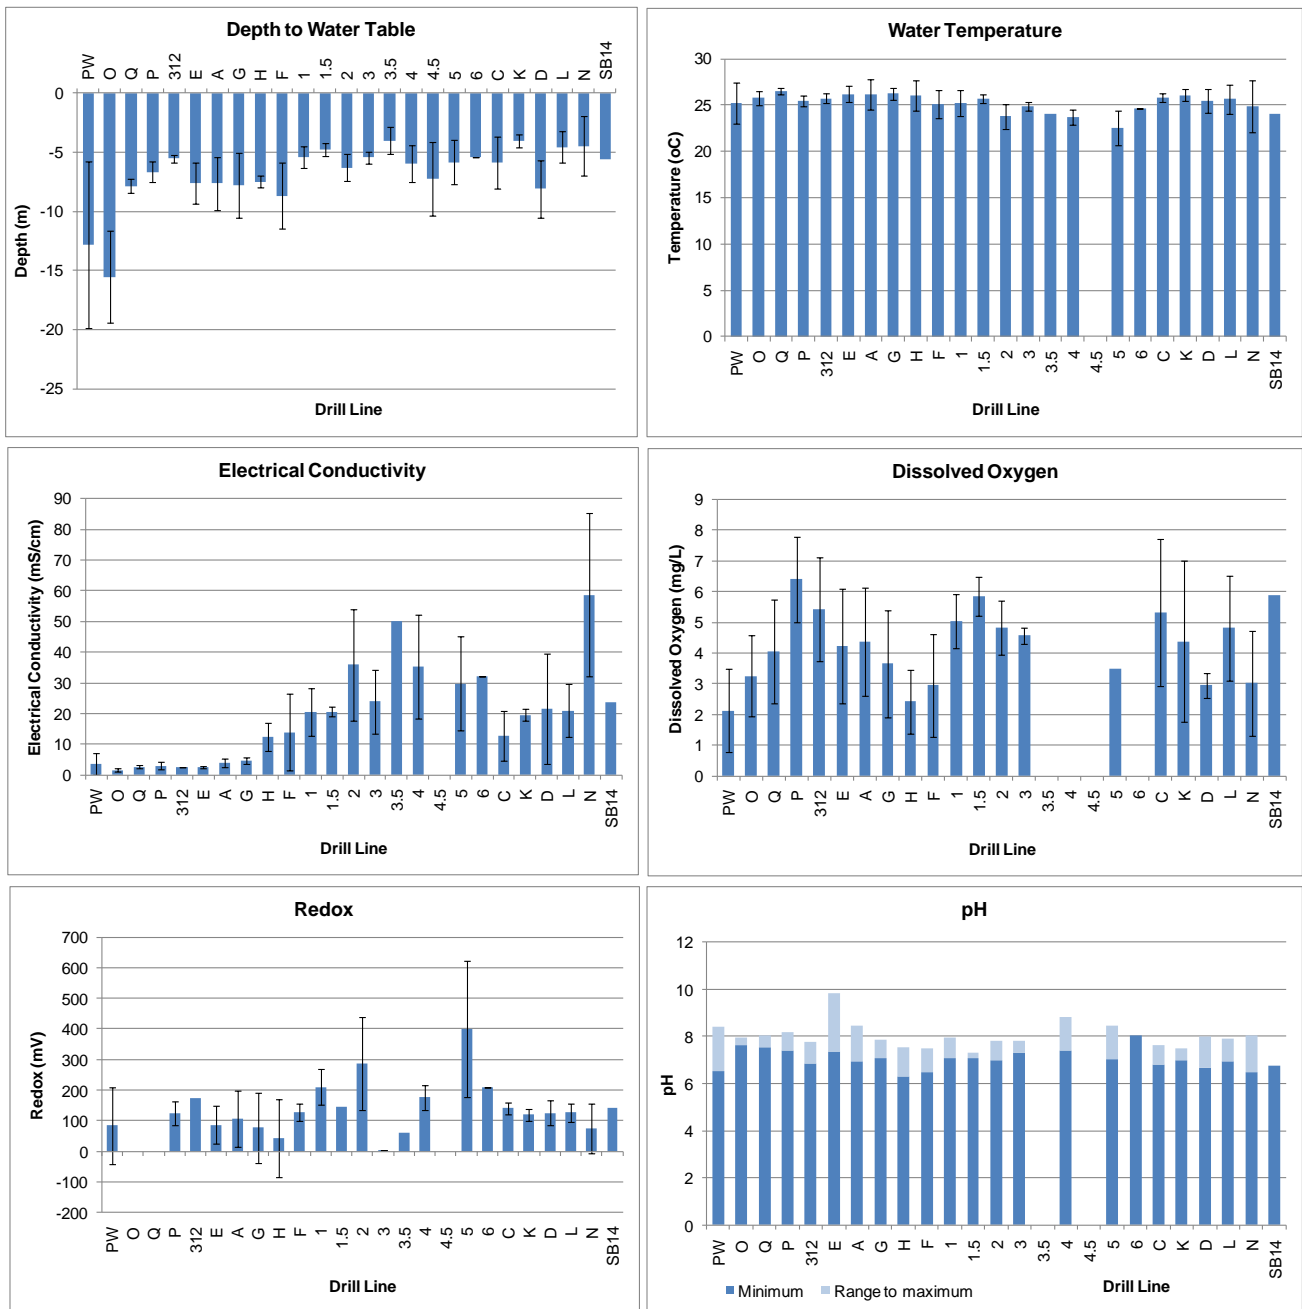 Depth to Water Table
PW O Q P 312 E A G H F 1 1.5 2 3 3.5 4 4.5 5 6 C K D L N SB14
0
-5
-10
-15
-20
-25
Depth (m)
Drill Line
Water Temperature
30
25
20
15
10
5
0
Temperature (oC)
PW O Q P 312 E A G H F 1 1.5 2 3 3.5 4 4.5 5 6 C K D L N SB14
Drill Line
Electrical Conductivity
90
80
70
60
50
40
30
20
10
0
Electrical Conductivity (mS/cm)
PW O Q P 312 E A G H F 1 1.5 2 3 3.5 4 4.5 5 6 C K D L N SB14
Drill Line
Dissolved Oxygen
9
8
7
6
5
4
3
2
1
0
Dissolved Oxygen (mg/L)
PW O Q P 312 E A G H F 1 1.5 2 3 3.5 4 4.5 5 6 C K D L N SB14
Drill Line
Redox
700
600
500
400
300
200
100
0
-100
-200
Redox (mV)
PW O Q P 312 E A G H F 1 1.5 2 3 3.5 4 4.5 5 6 C K D L N SB14
Drill Line
pH
12
10
8
6
4
2
0
pH
PW O Q P 312 E A G H F 1 1.5 2 3 3.5 4 4.5 5 6 C K D L N SB14
Drill Line
Minimum Range to maximum